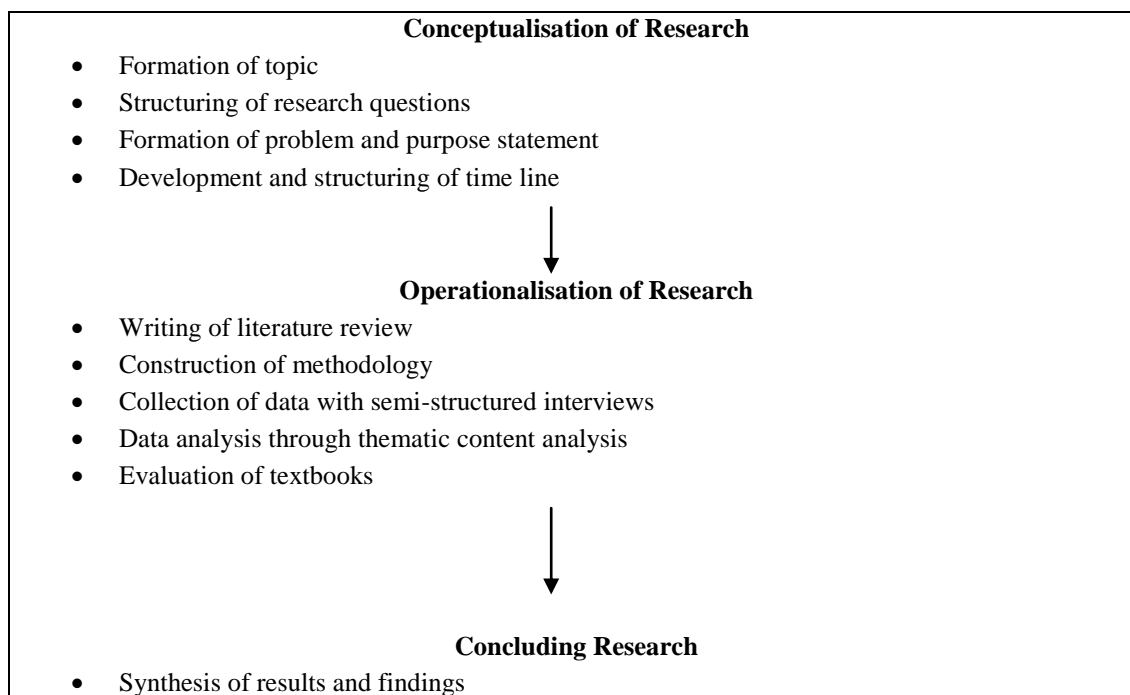 Conceptualisation of Research
• Formation of topic
• Structuring of research questions
• Formation of problem and purpose statement
• Development and structuring of time line
Operationalisation of Research
• Writing of literature review
• Construction of methodology
• Collection of data with semi-structured interviews
• Data analysis through thematic content analysis
• Evaluation of textbooks
Concluding Research
• Synthesis of results and findings